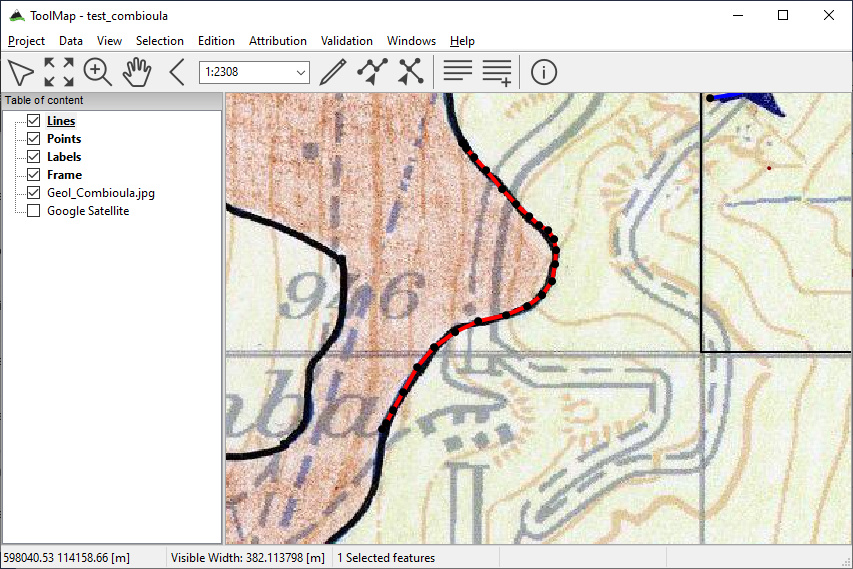 ToolMap - test_combioula
Project Data View Selection Edition Attribution Validation Windows Help
1:2308
Table of content
Lines
Points
Labels
Frame
Geol_Combioula.jpg
Google Satellite
946
mba
598040.53 114158.66 [m] Visible Width: 382.113798 [m] 1 Selected features